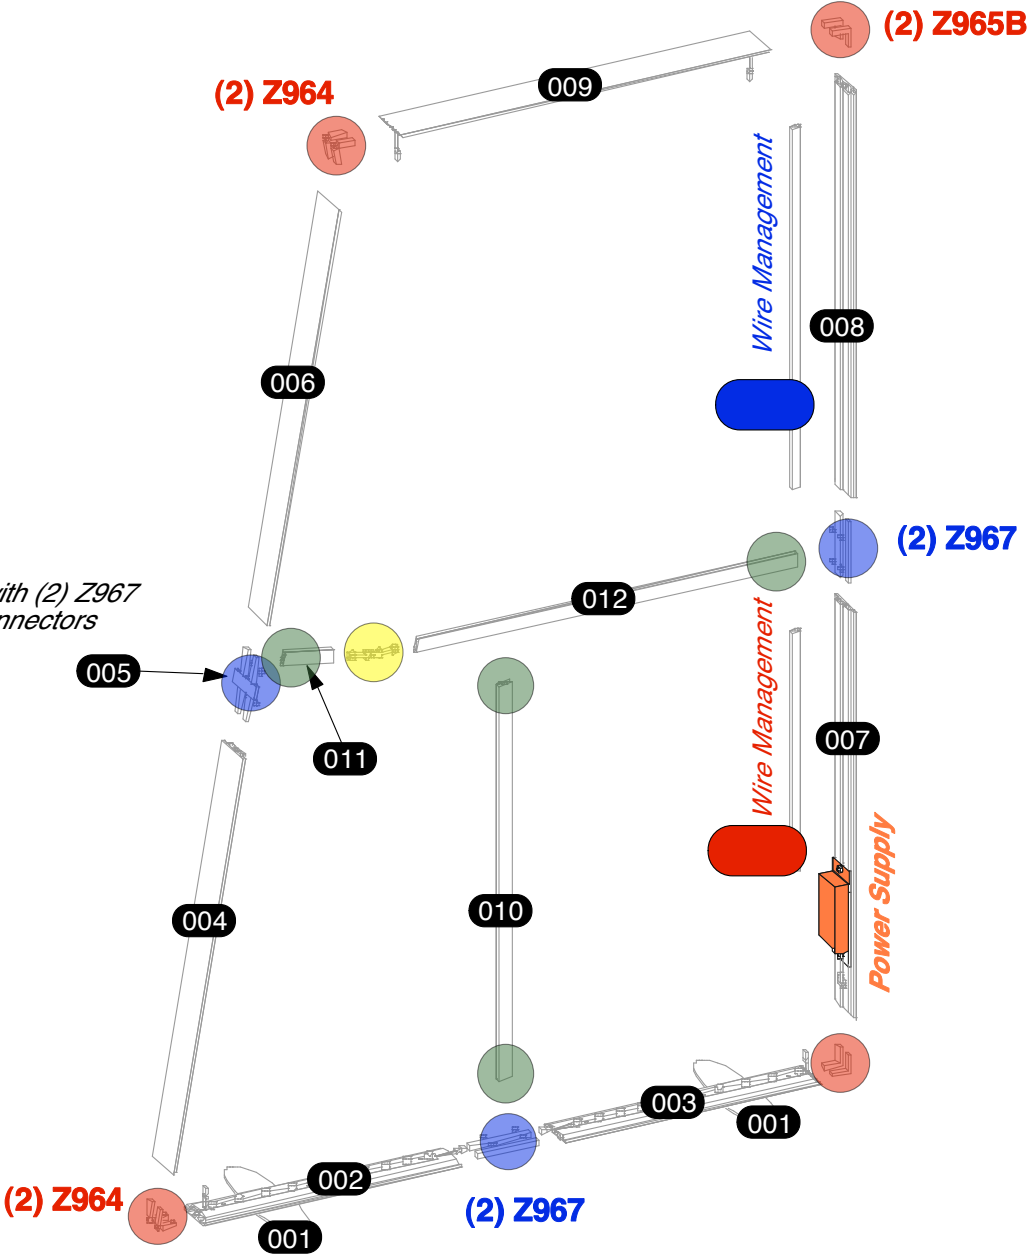 (2) Z965B
(2) Z964
009
Wire Management
008
006
(2) Z967
with (2) Z967
nnectors
012
005
011
Wire Management
007
Power Supply
004
010
003
001
002
(2) Z964
(2) Z967
001